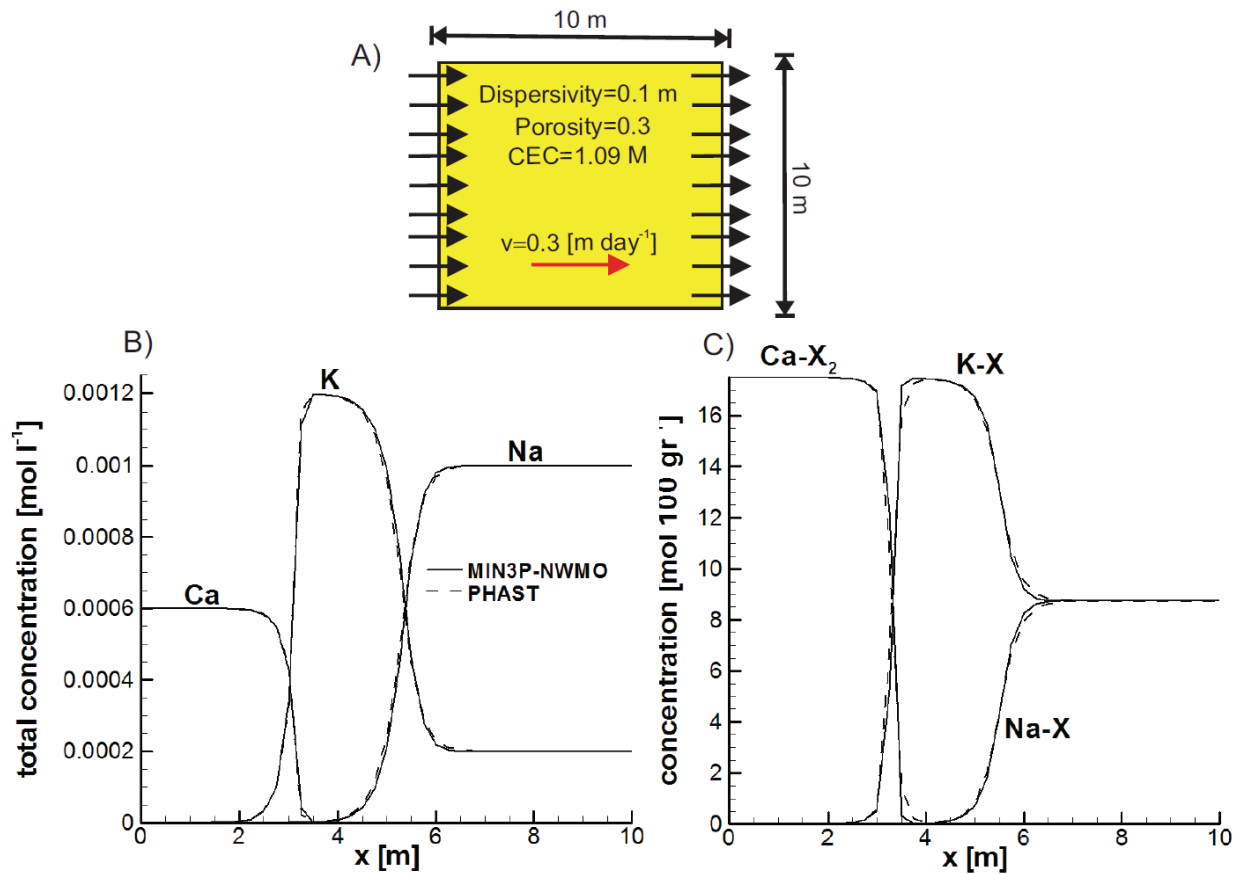 10 m
A)
Dispersivity=0.1 m
Porosity=0.3
CEC=1.09 M
10 m
v=0.3 [m day-1]
B)
total concentration [mol l-1]
0.0012
0.001
0.0008
0.0006
0.0004
0.0002
0
K
Na
Ca
MIN3P-NWMO
PHAST
0 2 4 6 8 10
x [m]
C)
concentration [mol 100 gr
16
14
12
10
8
6
4
2
0
Ca-X2
K-X
Na-X
0 2 4 6 8 10
x [m]